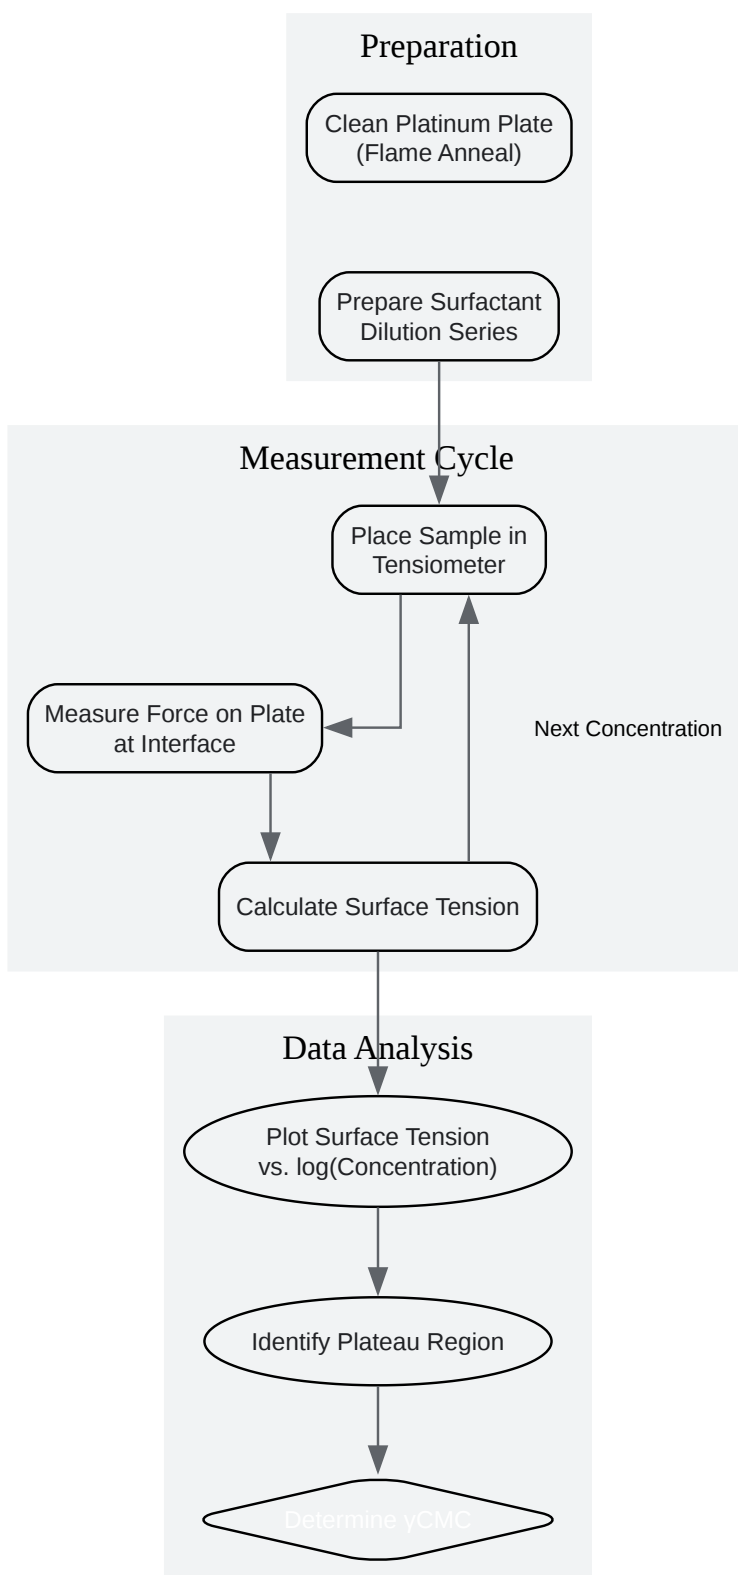 Preparation
Clean Platinum Plate
(Flame Anneal)
Prepare Surfactant
Dilution Series
Measurement Cycle
Place Sample in
Tensiometer
Measure Force on Plate
at Interface
Next Concentration
Calculate Surface Tension
Data Analysis
Plot Surface Tension
vs. log(Concentration)
Identify Plateau Region
Determine γCMC